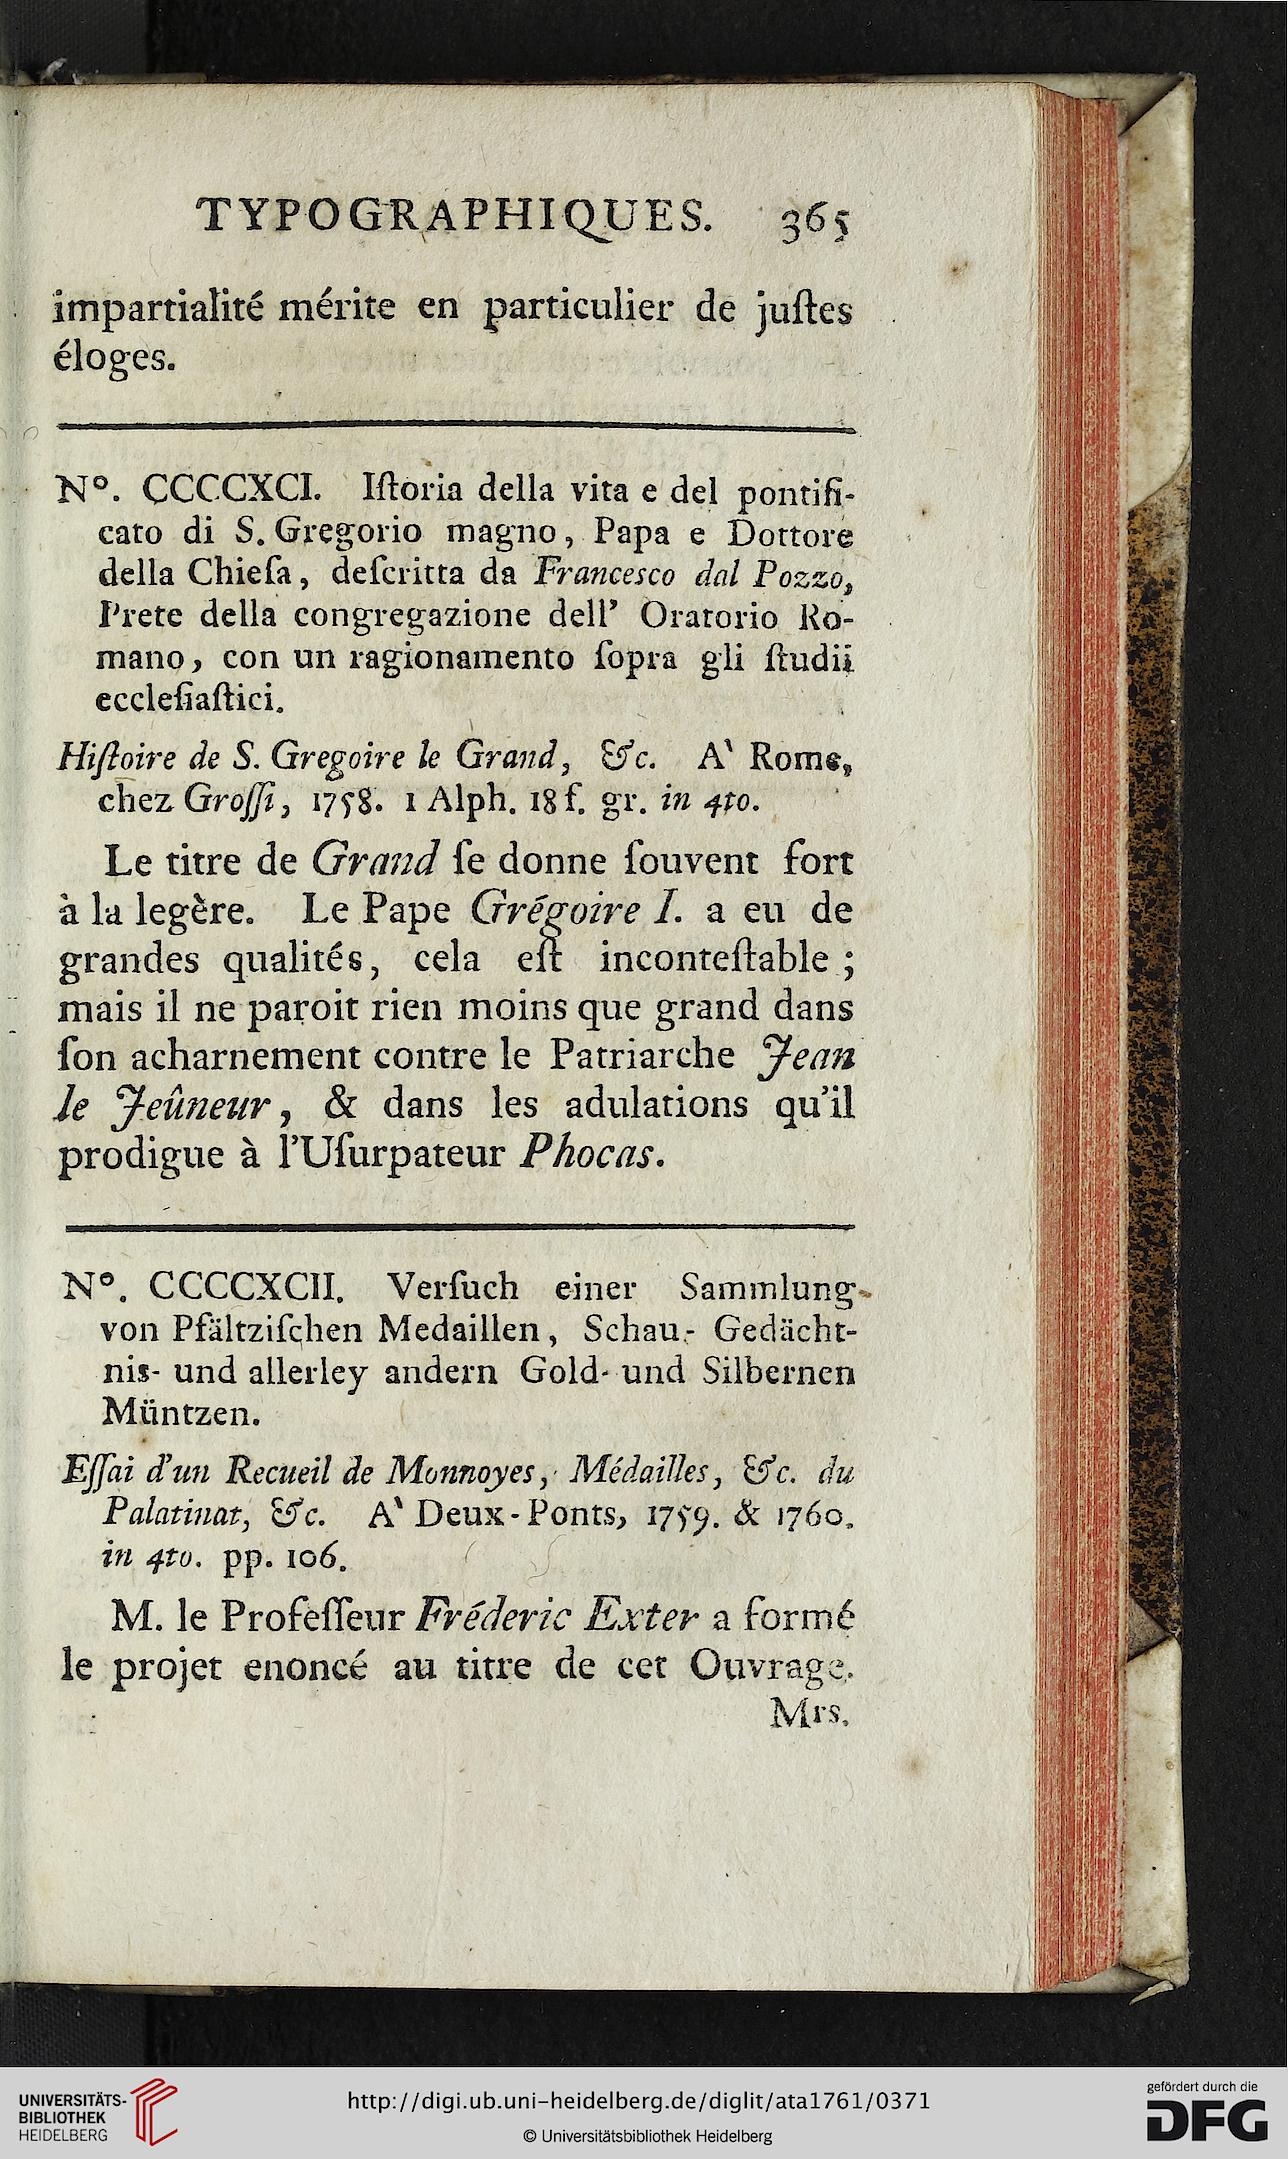 TYPOGRAPHIQUES. 365
impartialité mérite en particulier de juſtes
éloges.
N°. CCCCXCI. Iſtoria della vita e del pontifi-
cato di S. Gregorio magno, Papa e Dottore
della Chieſa, deſcritta da Francesco dal Pozzo,
Prete della congregazione dell' Oratorio Ro-
mano, con un ragionamento ſopra gli ſtudii
eccleſiaſtici.
Hiſtoire de S. Gregoire le Grand, &c. A' Rome,
chez Groſſi, 1758. 1 Alph. 18 f. gr. in 4to.
Le titre de Grand ſe donne ſouvent fort
à la legère. Le Pape Grégoire I. a eu de
grandes qualités, cela eſt inconteſtable ;
mais il ne paroit rien moins que grand dans
ſon acharnement contre le Patriarche Jean
le Jeûneur, & dans les adulations qu'il
prodigue à l'Uſurpateur Phocas.
N°. CCCCXCII. Verſuch einer Sammlung
von Pfältziſchen Medaillen, Schau- Gedächt-
nis- und allerley andern Gold- und Silbernen
Müntzen.
Eſſai d'un Recueil de Monnoyes, Médailles, &c. du
Palatinat, &c. A' Deux-Ponts, 1759. & 1760.
in 4to. pp. 106.
M. le Profeſſeur Fréderic Exter a formé
le projet enoncé au titre de cet Ouvrage.
Mrs.
UNIVERSITÄTS-
BIBLIOTHEK
HEIDELBERG
http://digi.ub.uni-heidelberg.de/diglit/ata1761/0371
© Universitätsbibliothek Heidelberg
gefördert durch die
DFG